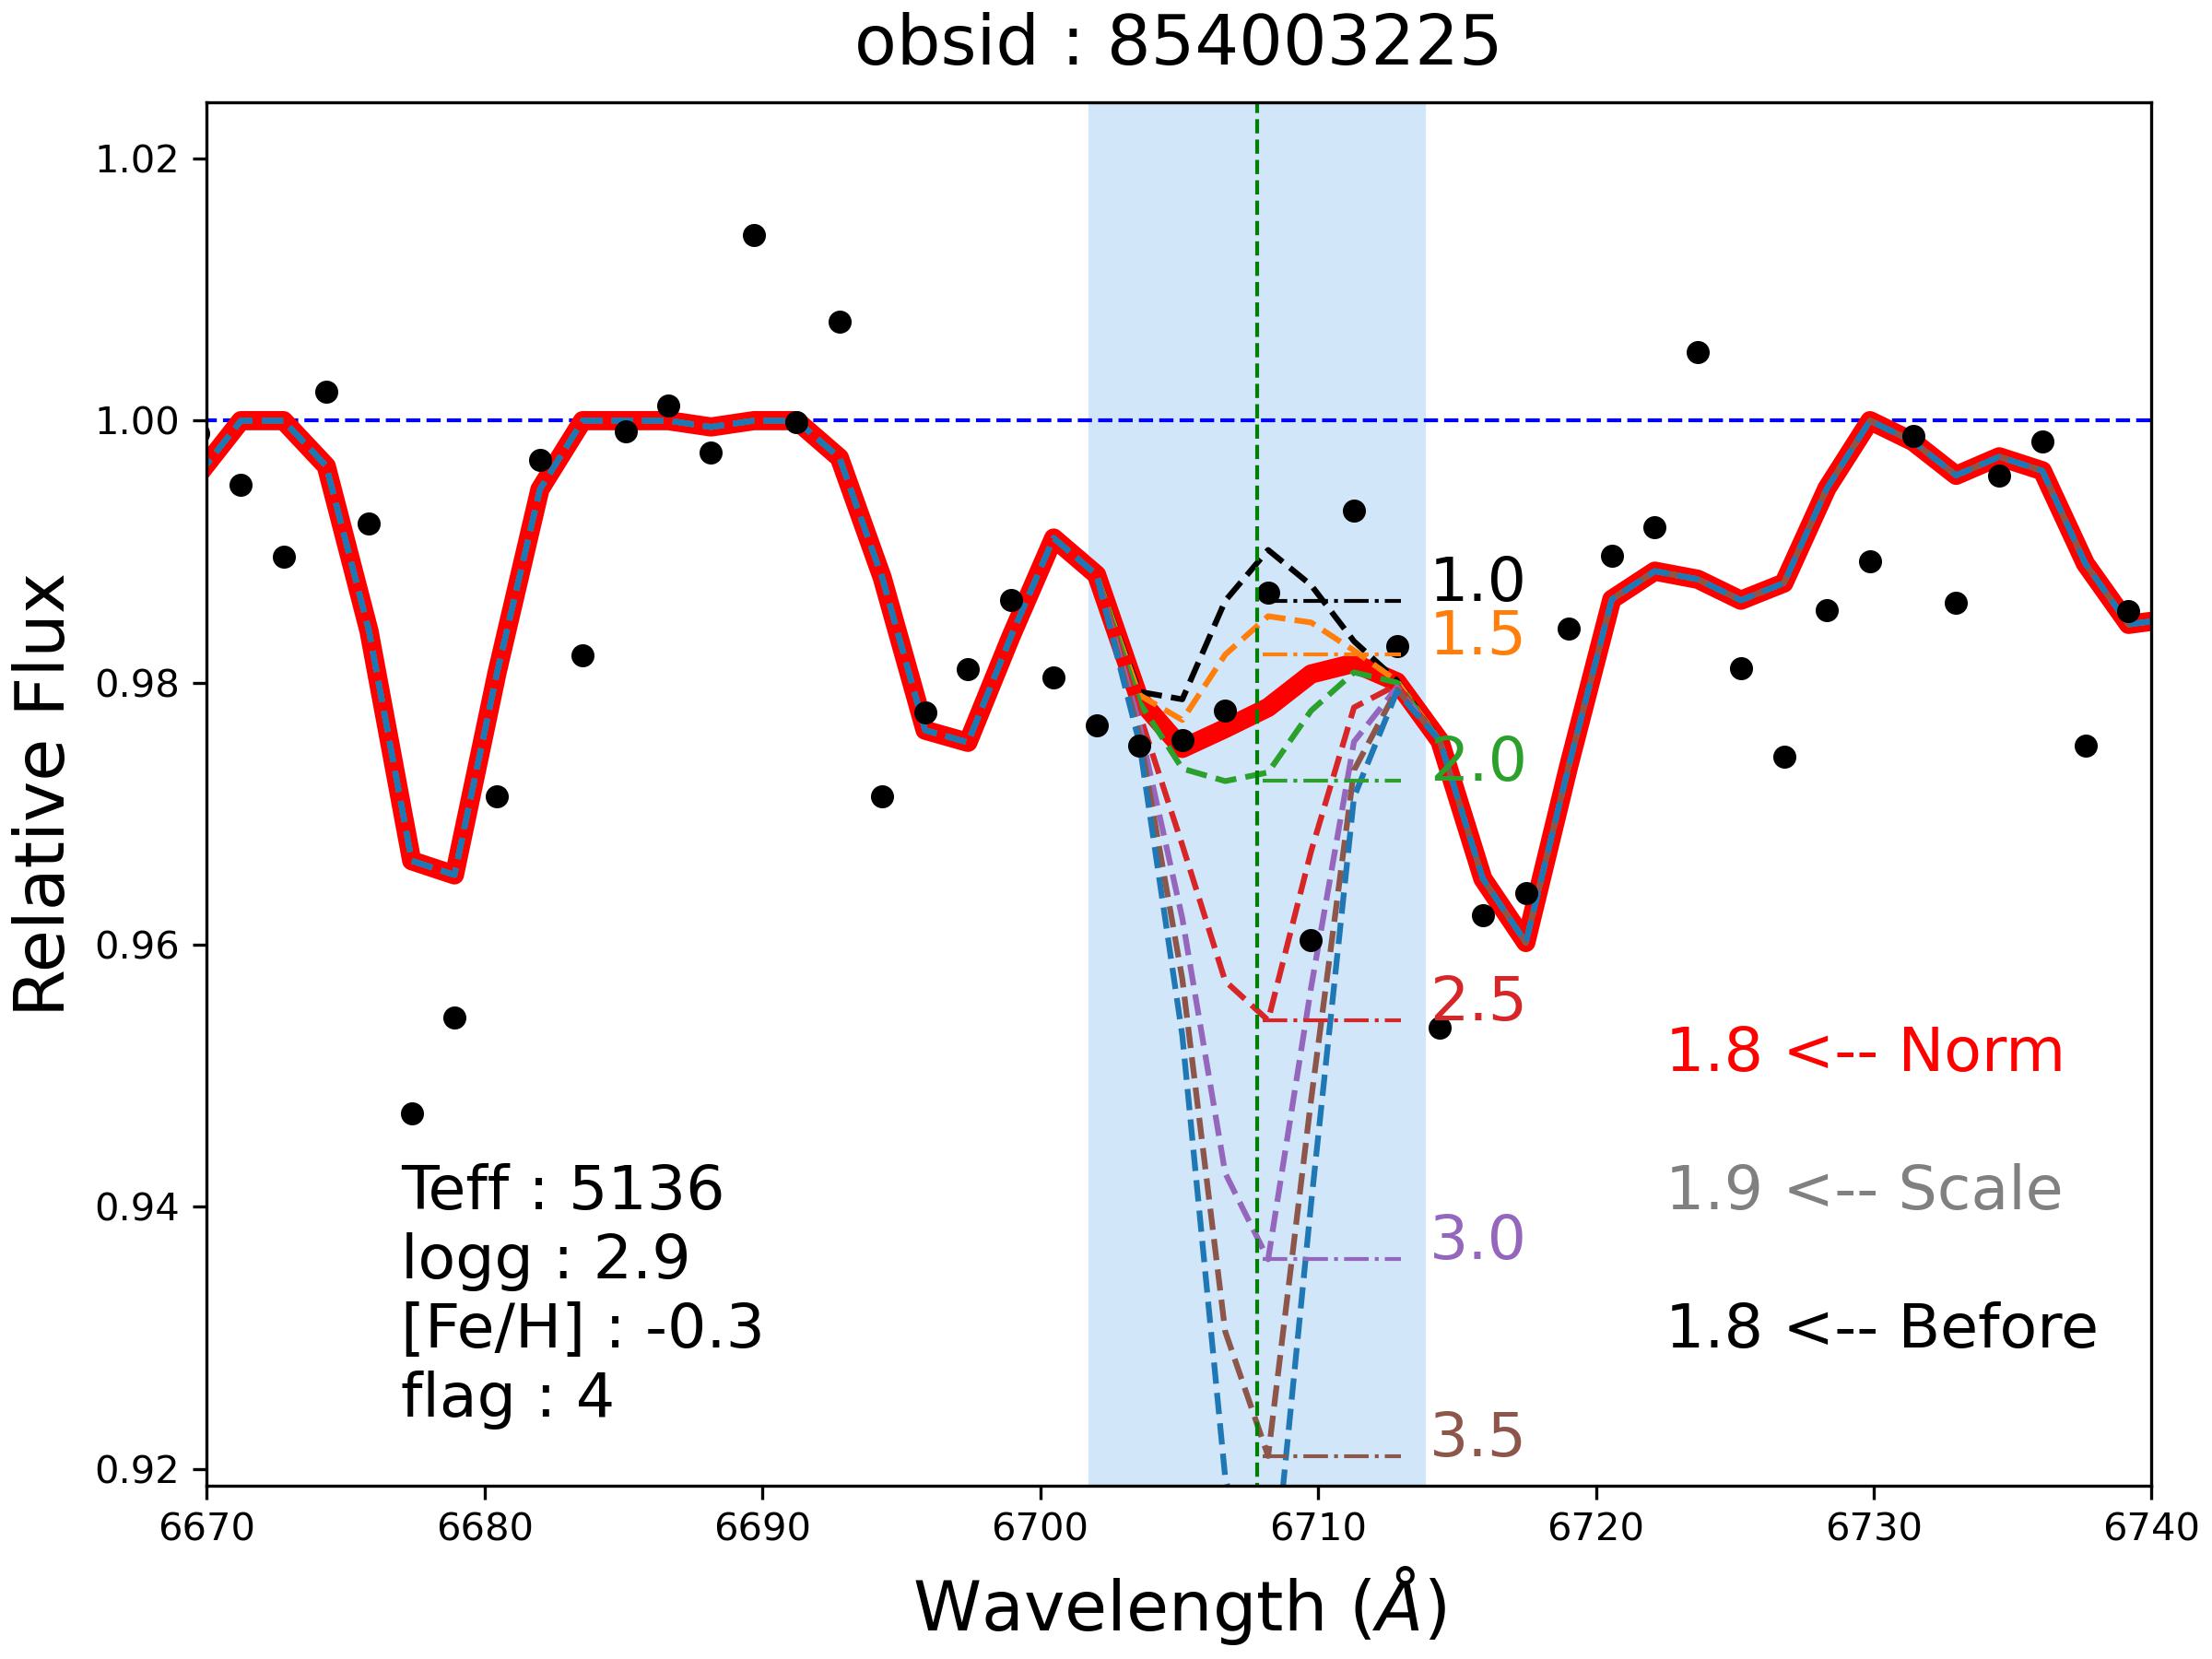 obsid : 854003225
1.02
1.00
0.98
0.96
0.94
0.92
Relative Flux
1.0
1.5
2.0
2.5
3.0
3.5
1.8 <-- Norm
1.9 <-- Scale
1.8 <-- Before
Teff : 5136
logg : 2.9
[Fe/H] : -0.3
flag : 4
6670 6680 6690 6700 6710 6720 6730 6740
Wavelength (Å)